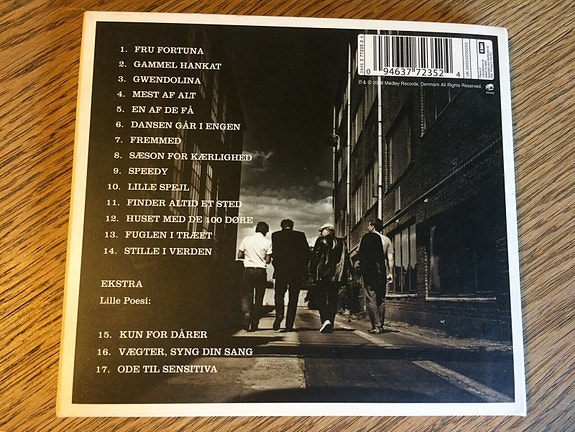 1. FRU FORTUNA
2. GAMMEL HANKAT
3. GWENDOLINA
4. MEST AF ALT
5. EN AF DE FÅ
6. DANSEN GÅR I ENGEN
7. FREMMED
8. SÆSON FOR KÆRLIGHED
9. SPEEDY
10. LILLE SPEJL
11. FINDER ALTID ET STED
12. HUSET MED DE 100 DØRE
13. FUGLEN I TRÆET
14. STILLE I VERDEN
EKSTRA
Lille Poesi:
15. KUN FOR DÅRER
16. VÆGTER, SYNG DIN SANG
17. ODE TIL SENSITIVA
0 94637 72352 4
EMI
℗ & © 2006 Medley Records, Denmark All Rights Reserved.